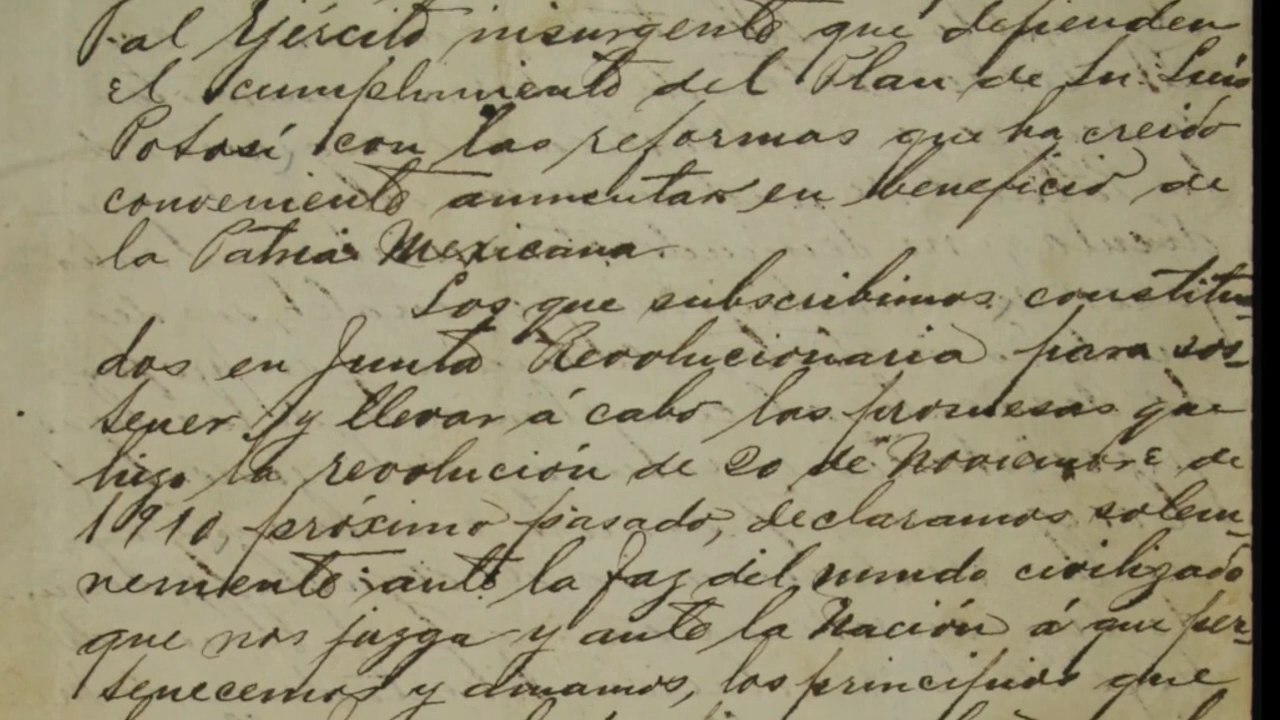 al Ejército insurgente que defienden
el cumplimiento del Plan de Sn. Luis
Potosí con las reformas que ha creido
conveniente aumentar en beneficio de
la Patria Mexicana.
Los que subscribimos, constitui-
dos en Junta Revolucionaria para sos-
tener y llevar á cabo las promesas que
hizo la revolución de 20 de Noviembre de
1910, próximo pasado, declaramos solem-
nemente ante la faz del mundo civilizado
que nos juzga y ante la Nación á que per-
tenecemos y amamos, los principios que